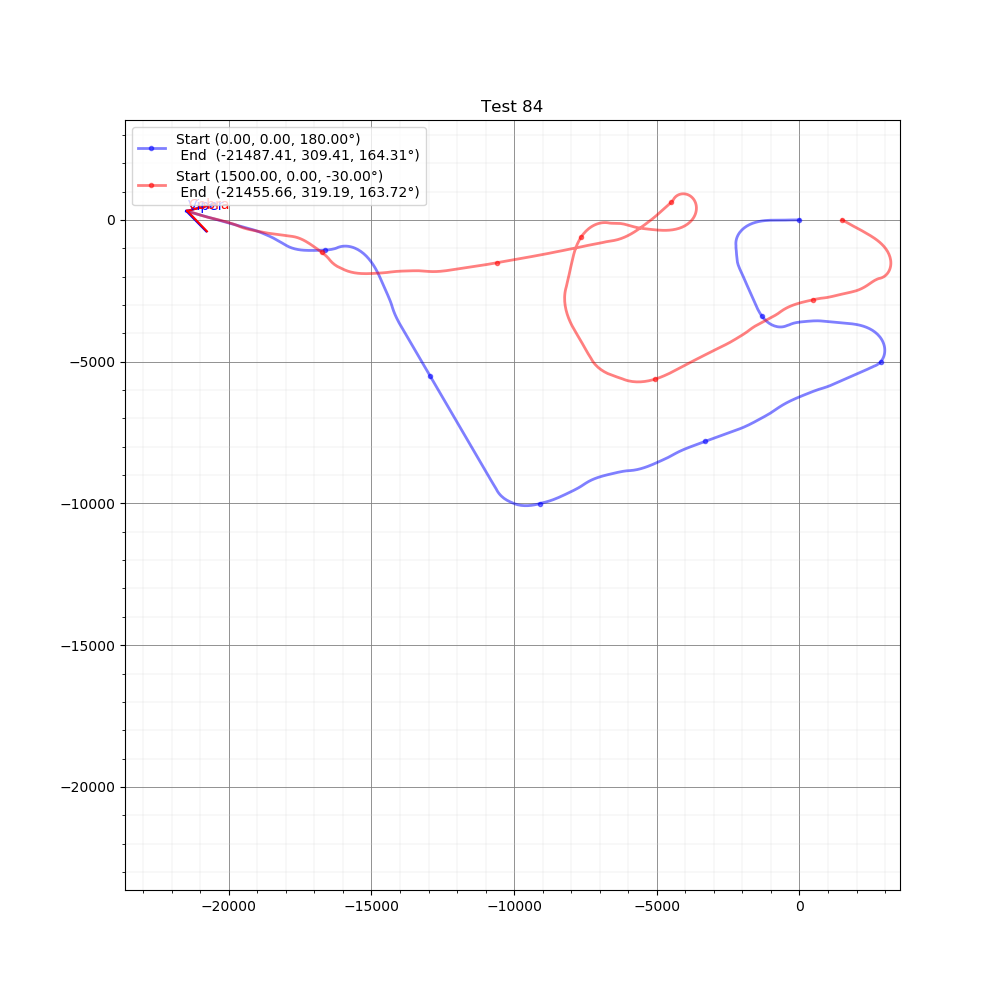 Test 84
Start (0.00, 0.00, 180.00°)
End (-21487.41, 309.41, 164.31°)
Start (1500.00, 0.00, -30.00°)
End (-21455.66, 319.19, 163.72°)
0
−5000
−10000
−15000
−20000
−20000 −15000 −10000 −5000 0